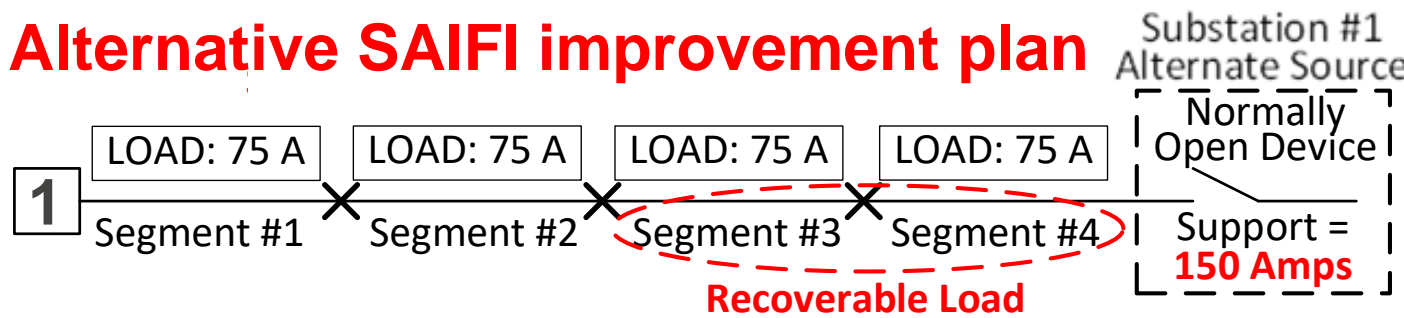 Alternative SAIFI improvement plan
Substation #1
Alternate Source
LOAD: 75 A
LOAD: 75 A
LOAD: 75 A
LOAD: 75 A
Normally
Open Device
1
Segment #1
Segment #2
Segment #3
Segment #4
Support =
150 Amps
Recoverable Load